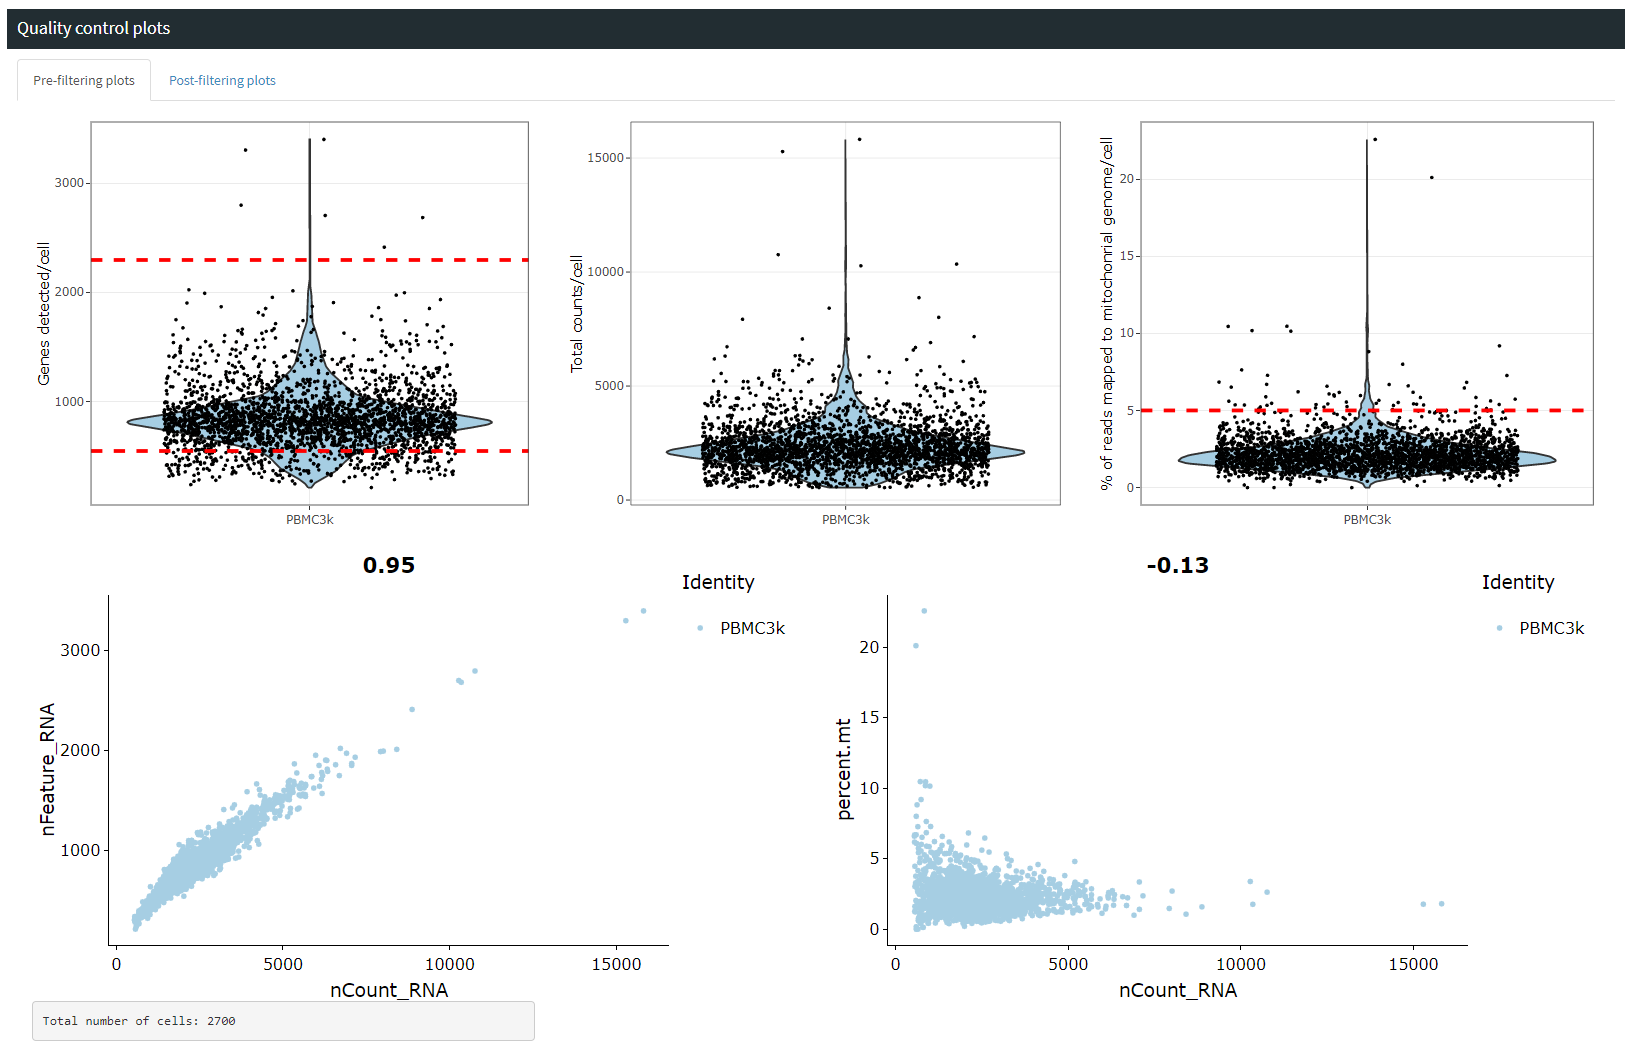 Quality control plots
Pre-filtering plots
Post-filtering plots
Genes detected/cell
3000
2000
1000
PBMC3k
Total counts/cell
15000
10000
5000
0
PBMC3k
% of reads mapped to mitochonrial genome/cell
20
15
10
5
0
PBMC3k
0.95
Identity
PBMC3k
nFeature_RNA
3000
2000
1000
0
5000
10000
15000
nCount_RNA
-0.13
Identity
PBMC3k
percent.mt
20
15
10
5
0
0
5000
10000
15000
nCount_RNA
Total number of cells: 2700